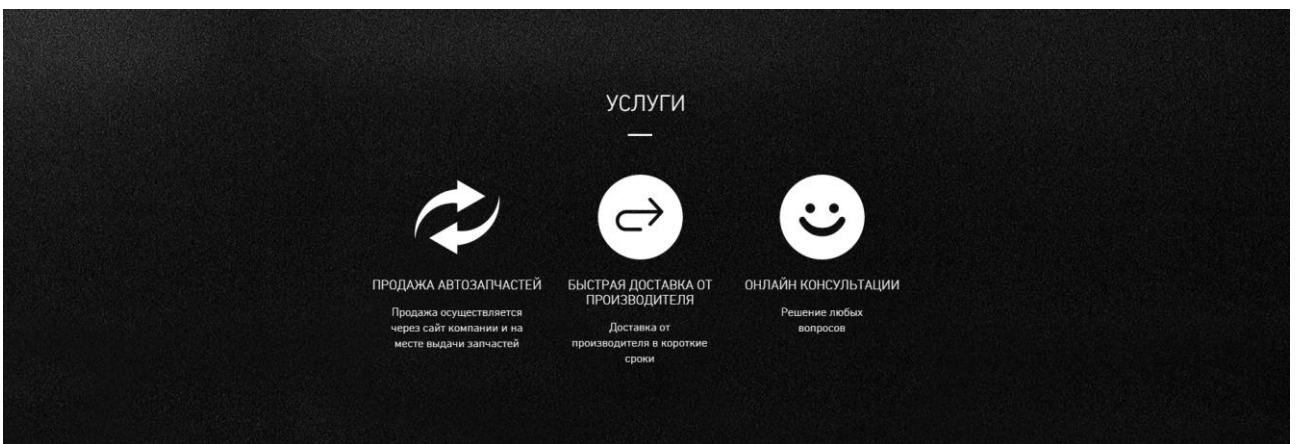 УСЛУГИ
ПРОДАЖА АВТОЗАПЧАСТЕЙ
Продажа осуществляется
через сайт компании и на
месте выдачи запчастей
БЫСТРАЯ ДОСТАВКА ОТ
ПРОИЗВОДИТЕЛЯ
Доставка от
производителя в короткие
сроки
ОНЛАЙН КОНСУЛЬТАЦИИ
Решение любых
вопросов